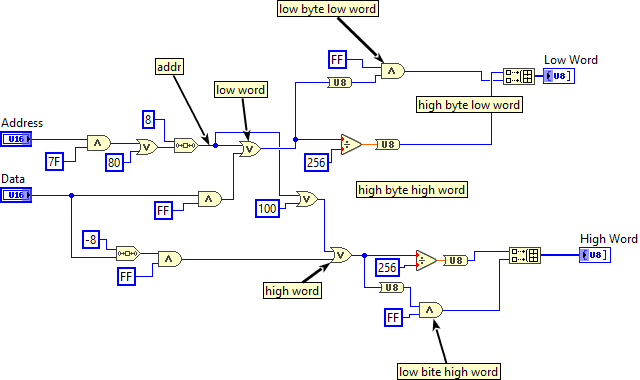 low byte low word
FF
Λ
Low Word
addr
U8
U8
low word
8
high byte low word
Address
U16
Λ
V
V
÷
U8
7F
80
256
Data
high byte high word
U16
FF
Λ
V
100
-8
High Word
FF
Λ
V
÷
U8
U8
256
high word
U8
FF
Λ
low bite high word